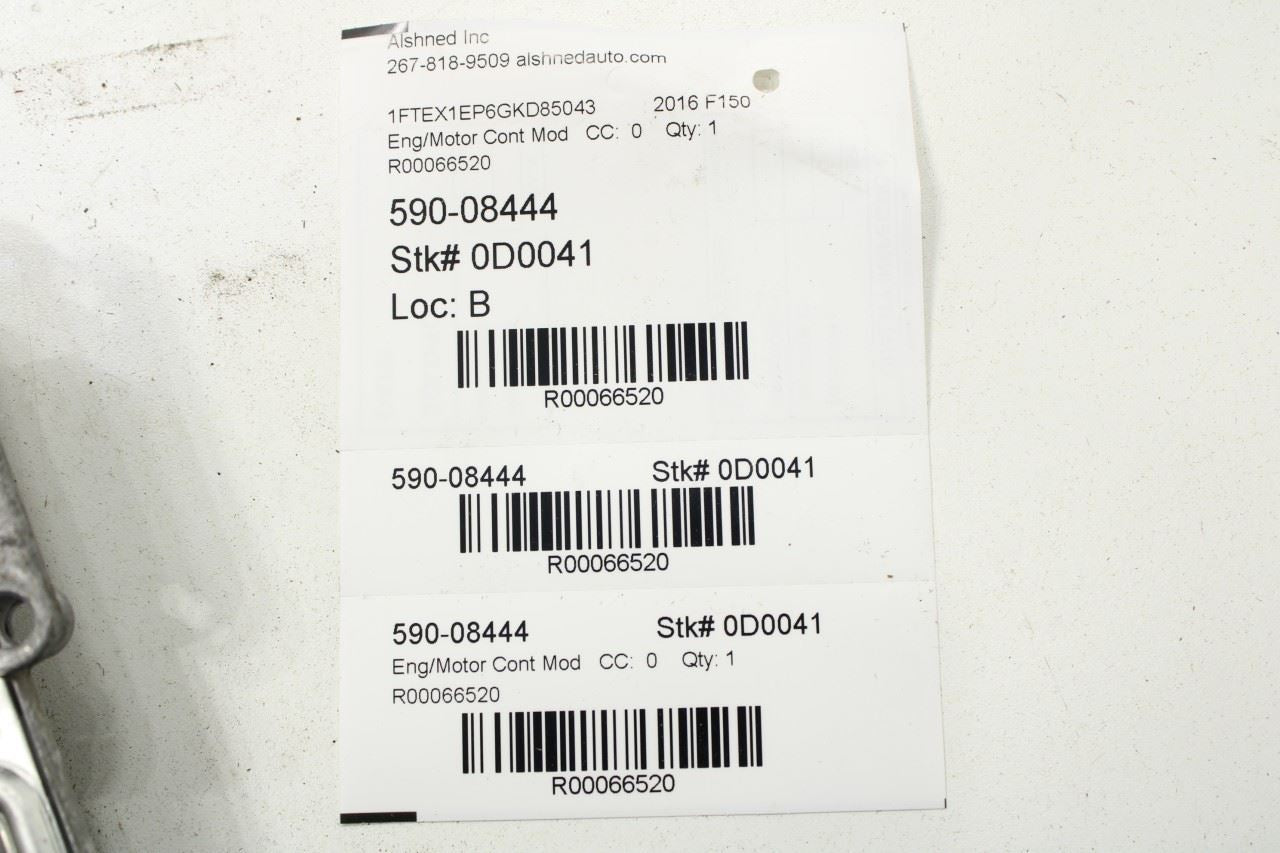 Alshned Inc
267-818-9509 alshnedauto.com
1FTEX1EP6GKD85043 2016 F150
Eng/Motor Cont Mod CC: 0 Qty: 1
R00066520
590-08444
Stk# 0D0041
Loc: B
R00066520
590-08444 Stk# 0D0041
R00066520
590-08444 Stk# 0D0041
Eng/Motor Cont Mod CC: 0 Qty: 1
R00066520
R00066520